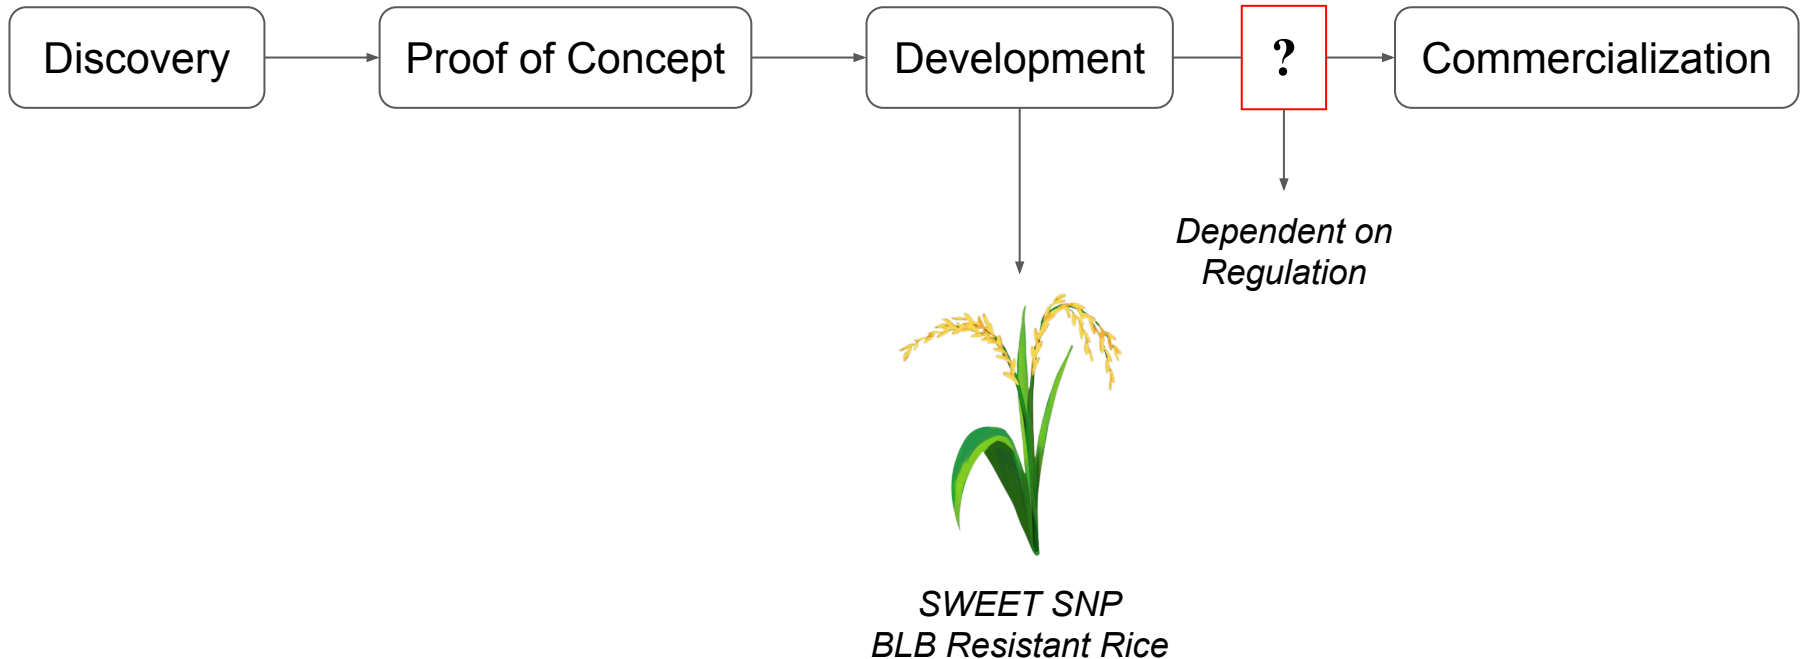 Discovery
Proof of Concept
Development
?
Commercialization
Dependent on
Regulation
SWEET SNP
BLB Resistant Rice